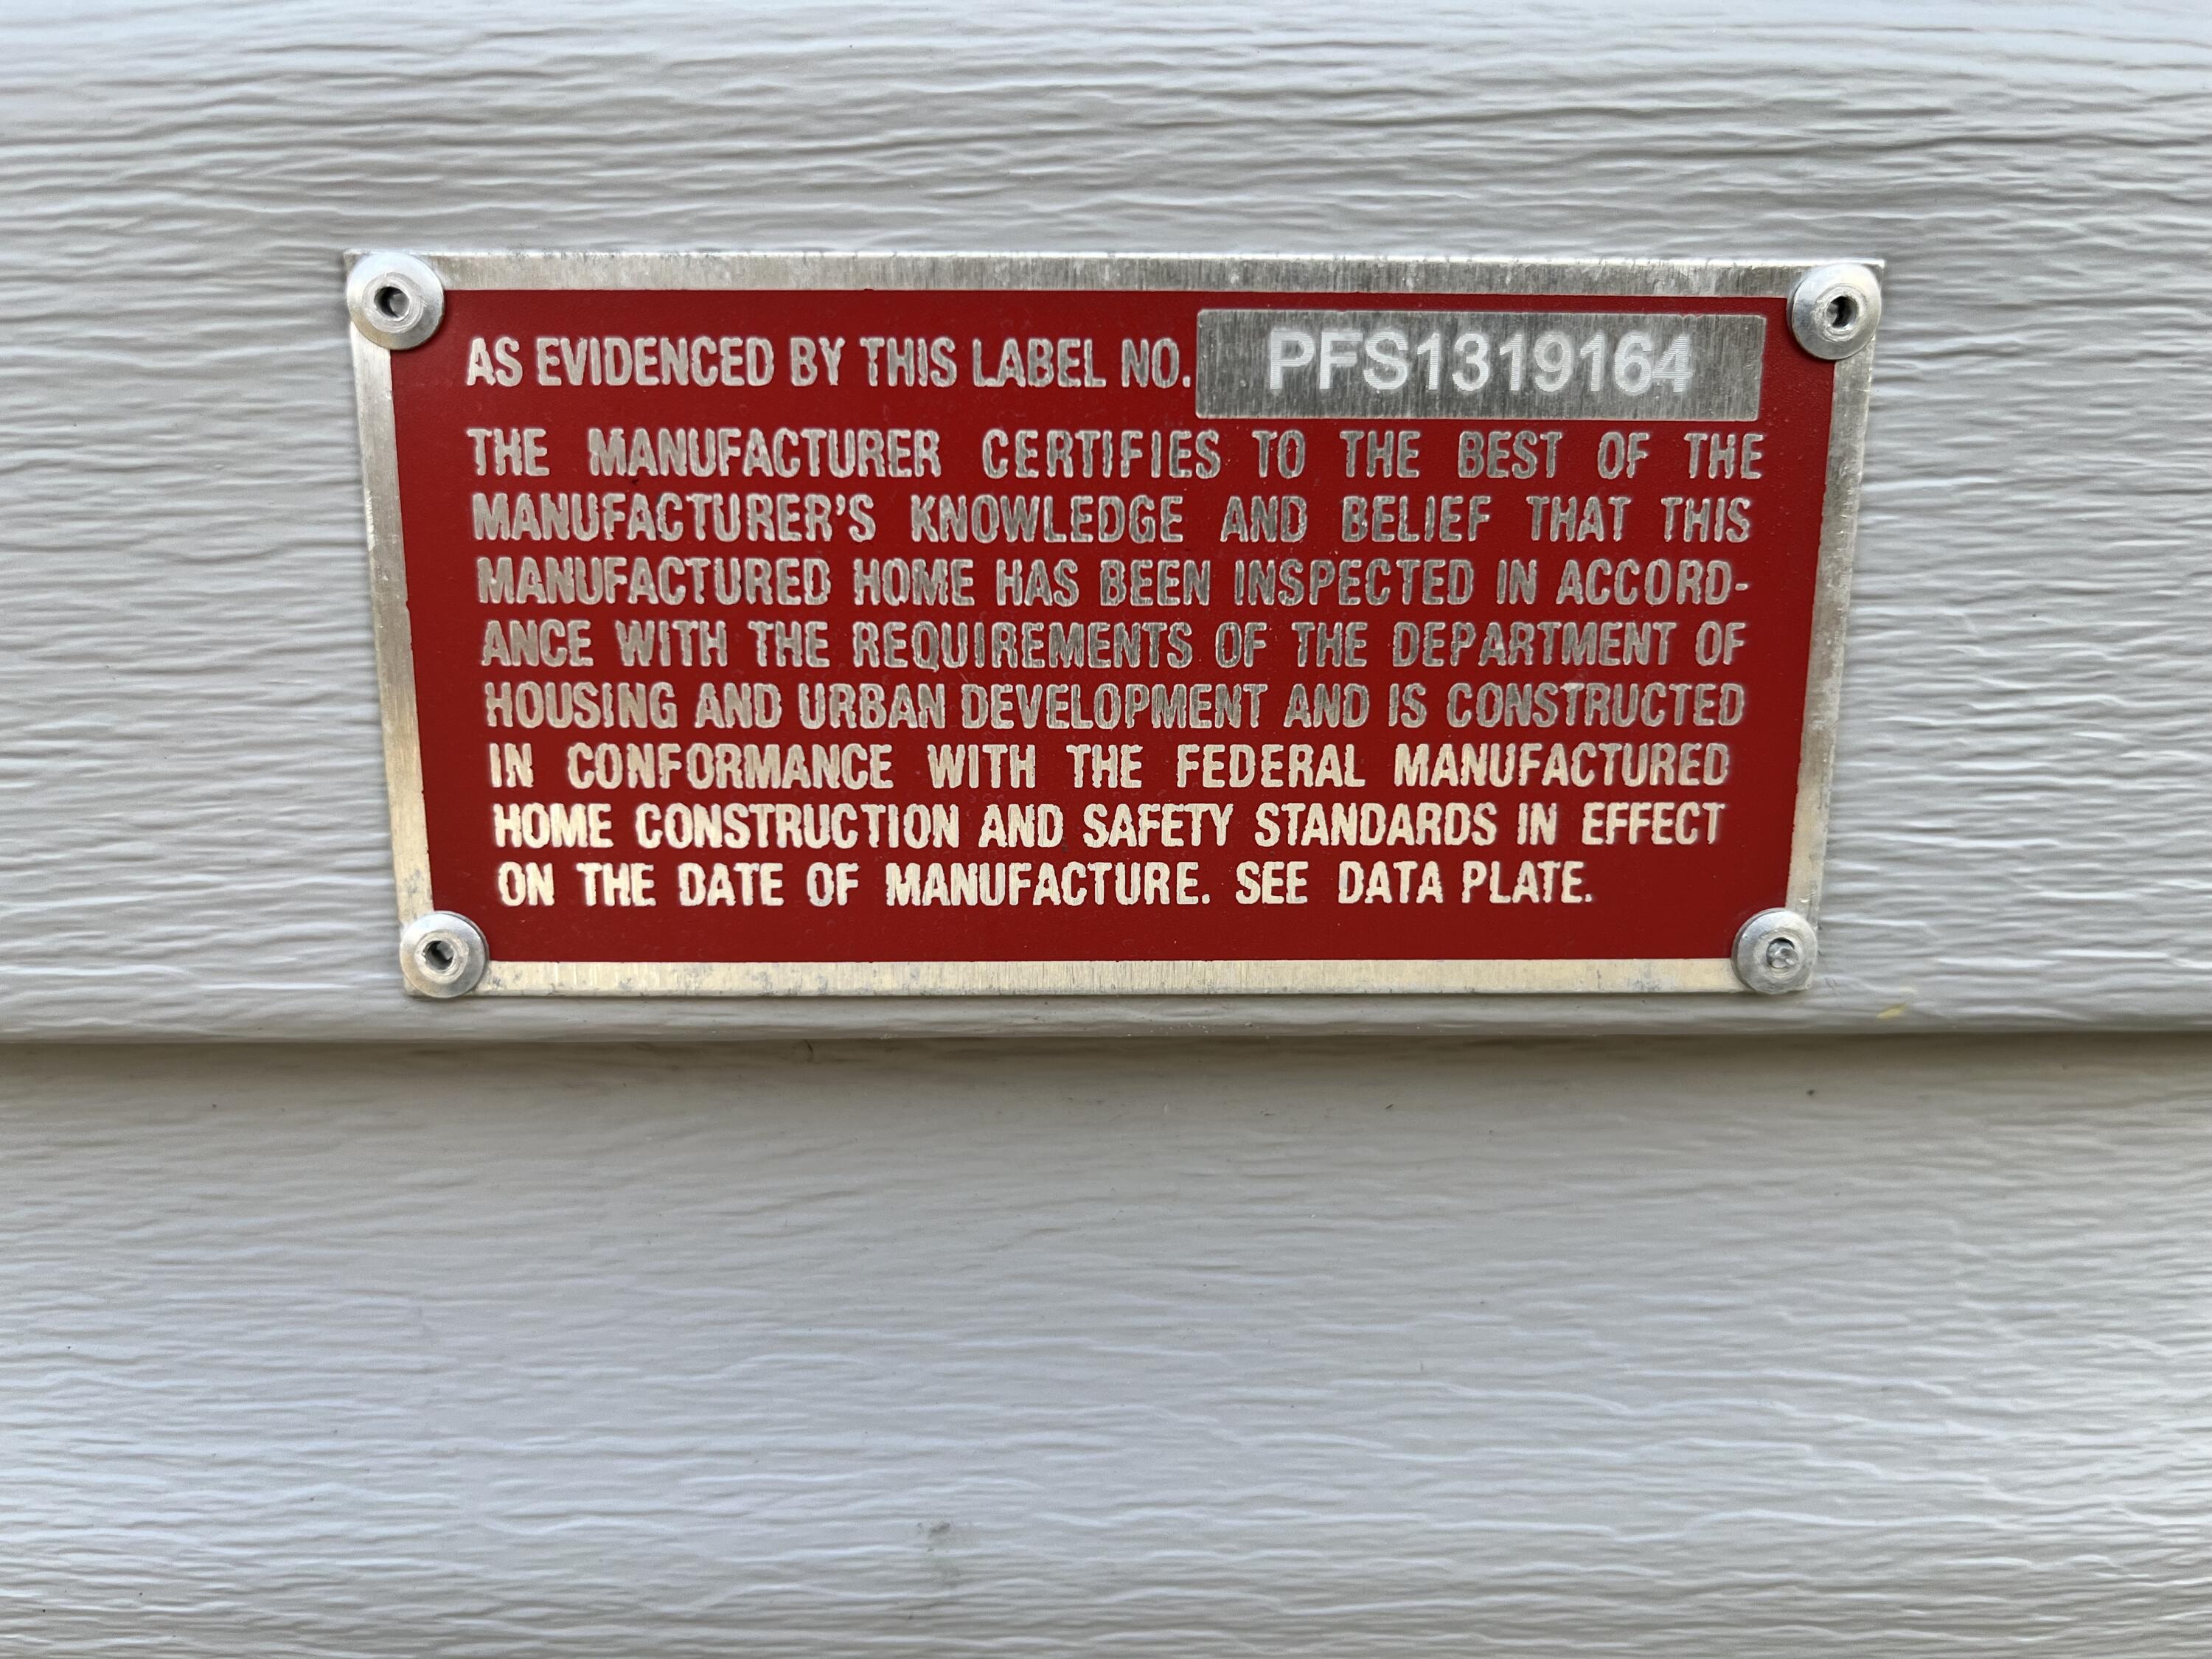 AS EVIDENCED BY THIS LABEL NO. PFS1319164
THE MANUFACTURER CERTIFIES TO THE BEST OF THE
MANUFACTURER'S KNOWLEDGE AND BELIEF THAT THIS
MANUFACTURED HOME HAS BEEN INSPECTED IN ACCORD-
ANCE WITH THE REQUIREMENTS OF THE DEPARTMENT OF
HOUSING AND URBAN DEVELOPMENT AND IS CONSTRUCTED
IN CONFORMANCE WITH THE FEDERAL MANUFACTURED
HOME CONSTRUCTION AND SAFETY STANDARDS IN EFFECT
ON THE DATE OF MANUFACTURE. SEE DATA PLATE.